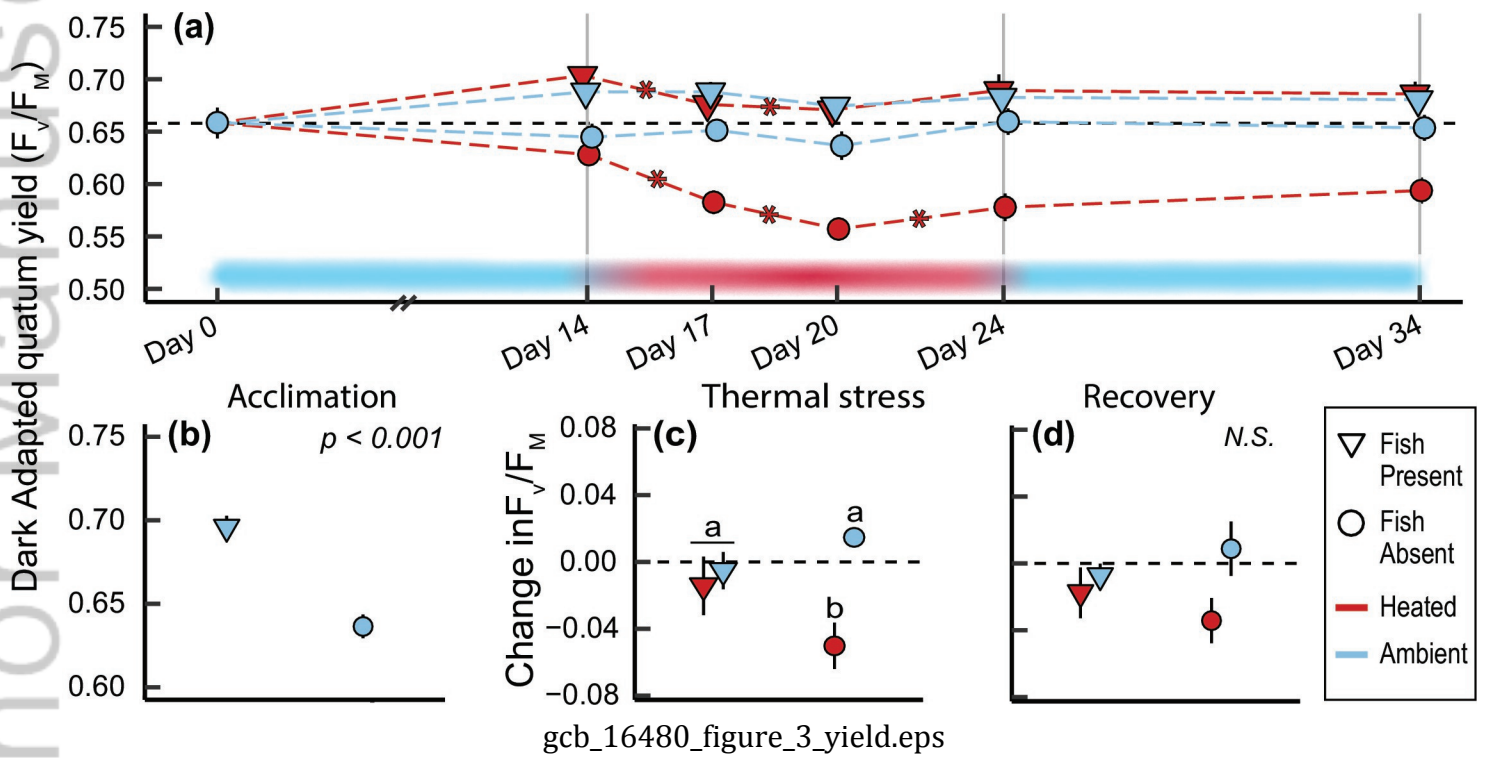 (a)
0.75
0.70
0.65
0.60
0.55
0.50
Dark Adapted quatum yield (Fv/FM)
Day 0
Day 14
Day 17
Day 20
Day 24
Day 34
Acclimation
Thermal stress
Recovery
(b)
p < 0.001
0.75
0.70
0.65
0.60
(c)
Change inFv/FM
0.08
0.04
0.00
−0.04
−0.08
a
a
b
(d)
N.S.
Fish
Present
Fish
Absent
Heated
Ambient
gcb_16480_figure_3_yield.eps